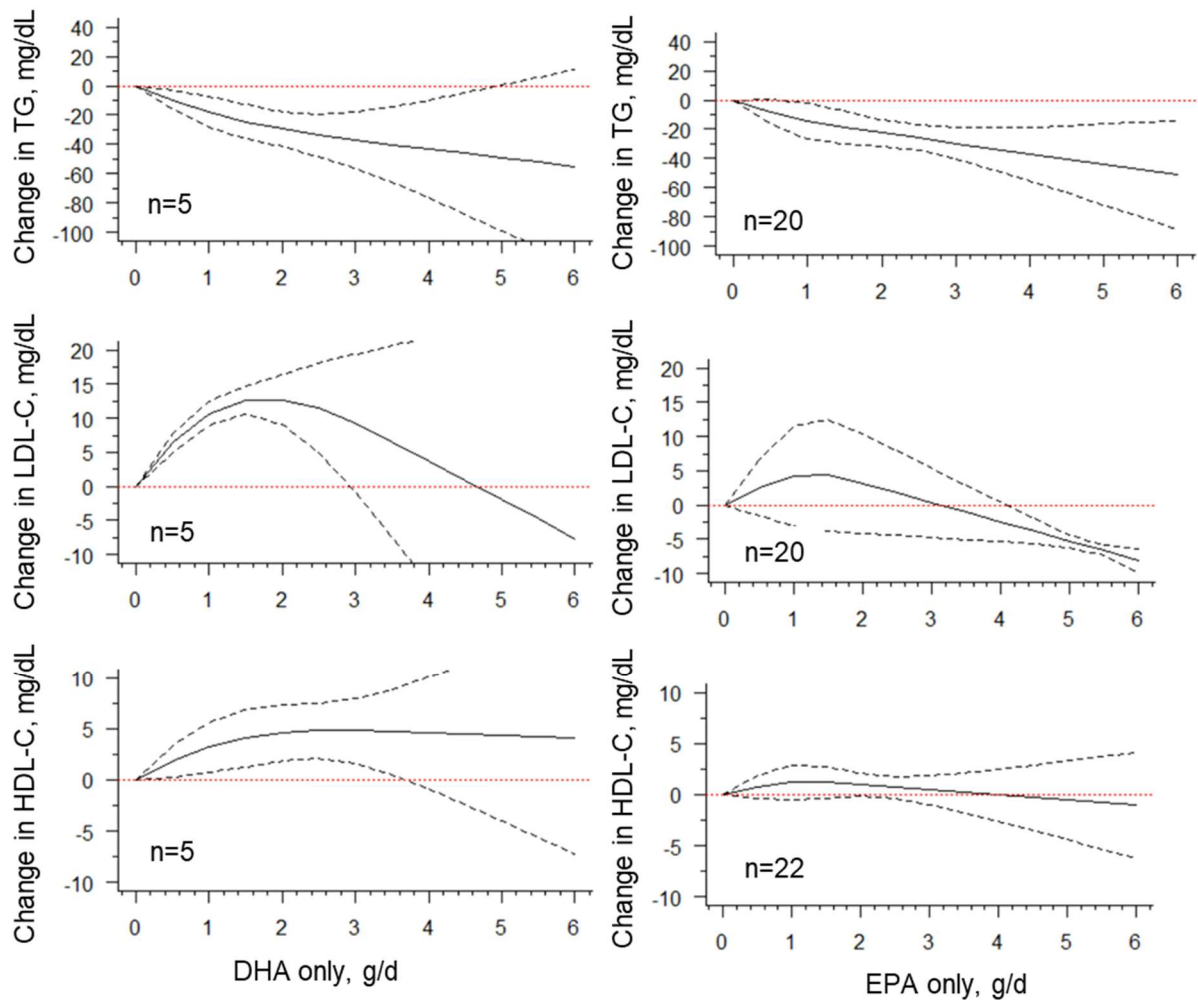 Change in TG, mg/dL
40
20
0
-20
-40
-60
-80
-100
n=5
0 1 2 3 4 5 6
Change in TG, mg/dL
40
20
0
-20
-40
-60
-80
-100
n=20
0 1 2 3 4 5 6
Change in LDL-C, mg/dL
20
15
10
5
0
-5
-10
n=5
0 1 2 3 4 5 6
Change in LDL-C, mg/dL
20
15
10
5
0
-5
-10
n=20
0 1 2 3 4 5 6
Change in HDL-C, mg/dL
10
5
0
-5
-10
n=5
0 1 2 3 4 5 6
DHA only, g/d
Change in HDL-C, mg/dL
10
5
0
-5
-10
n=22
0 1 2 3 4 5 6
EPA only, g/d